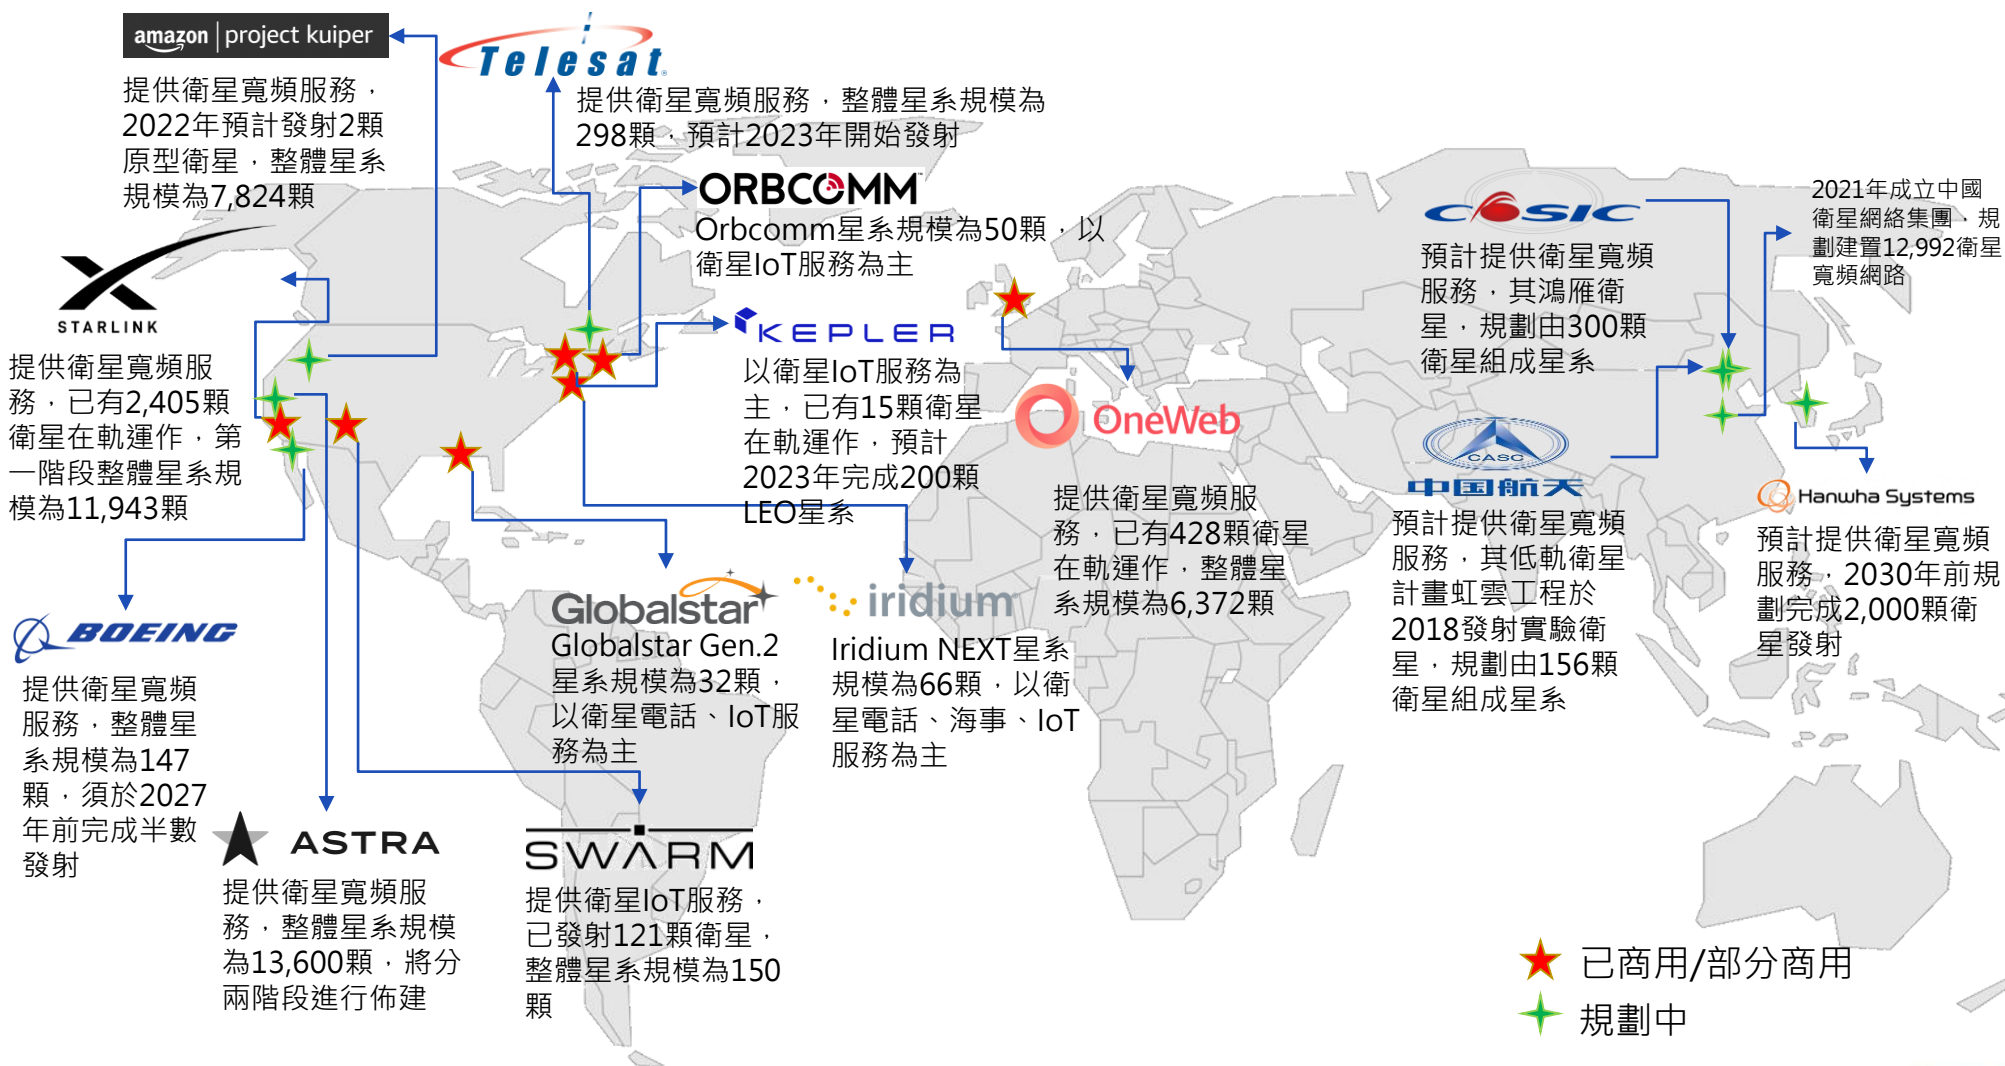 amazon | project kuiper
提供衛星寬頻服務，
2022年預計發射2顆
原型衛星，整體星系
規模為7,824顆
Telesat
提供衛星寬頻服務，整體星系規模為
298顆，預計2023年開始發射
ORBCOMM
Orbcomm星系規模為50顆，以
衛星IoT服務為主
STARLINK
提供衛星寬頻服
務，已有2,405顆
衛星在軌運作，第
一階段整體星系規
模為11,943顆
KEPLER
以衛星IoT服務為
主，已有15顆衛星
在軌運作，預計
2023年完成200顆
LEO星系
OneWeb
提供衛星寬頻服
務，已有428顆衛星
在軌運作，整體星
系規模為6,372顆
CASIC
預計提供衛星寬頻
服務，其鴻雁衛
星，規劃由300顆
衛星組成星系
2021年成立中國
衛星網絡集團，規
劃建置12,992衛星
寬頻網路
CASC
中国航天
預計提供衛星寬頻
服務，其低軌衛星
計畫虹雲工程於
2018發射實驗衛
星，規劃由156顆
衛星組成星系
Hanwha Systems
預計提供衛星寬頻
服務，2030年前規
劃完成2,000顆衛
星發射
BOEING
提供衛星寬頻
服務，整體星
系規模為147
顆，須於2027
年前完成半數
發射
Globalstar
Globalstar Gen.2
星系規模為32顆，
以衛星電話、IoT服
務為主
iridium
Iridium NEXT星系
規模為66顆，以衛
星電話、海事、IoT
服務為主
ASTRA
提供衛星寬頻服
務，整體星系規模
為13,600顆，將分
兩階段進行佈建
SWARM
提供衛星IoT服務，
已發射121顆衛星，
整體星系規模為150
顆
已商用/部分商用
規劃中